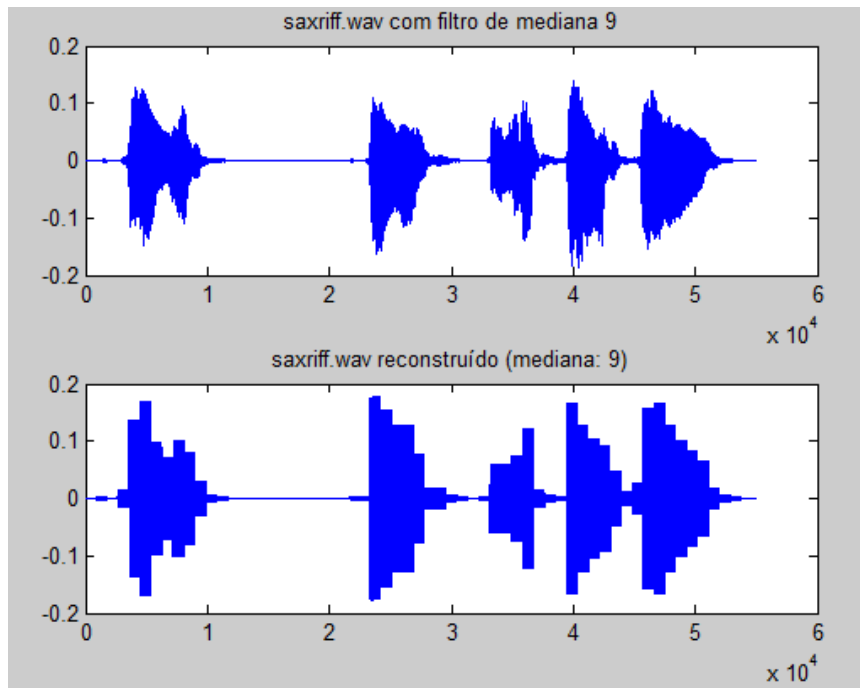 saxriff.wav com filtro de mediana 9
0.2
0.1
0
-0.1
-0.2
0 1 2 3 4 5 6
x 10^4
saxriff.wav reconstruído (mediana: 9)
0.2
0.1
0
-0.1
-0.2
0 1 2 3 4 5 6
x 10^4